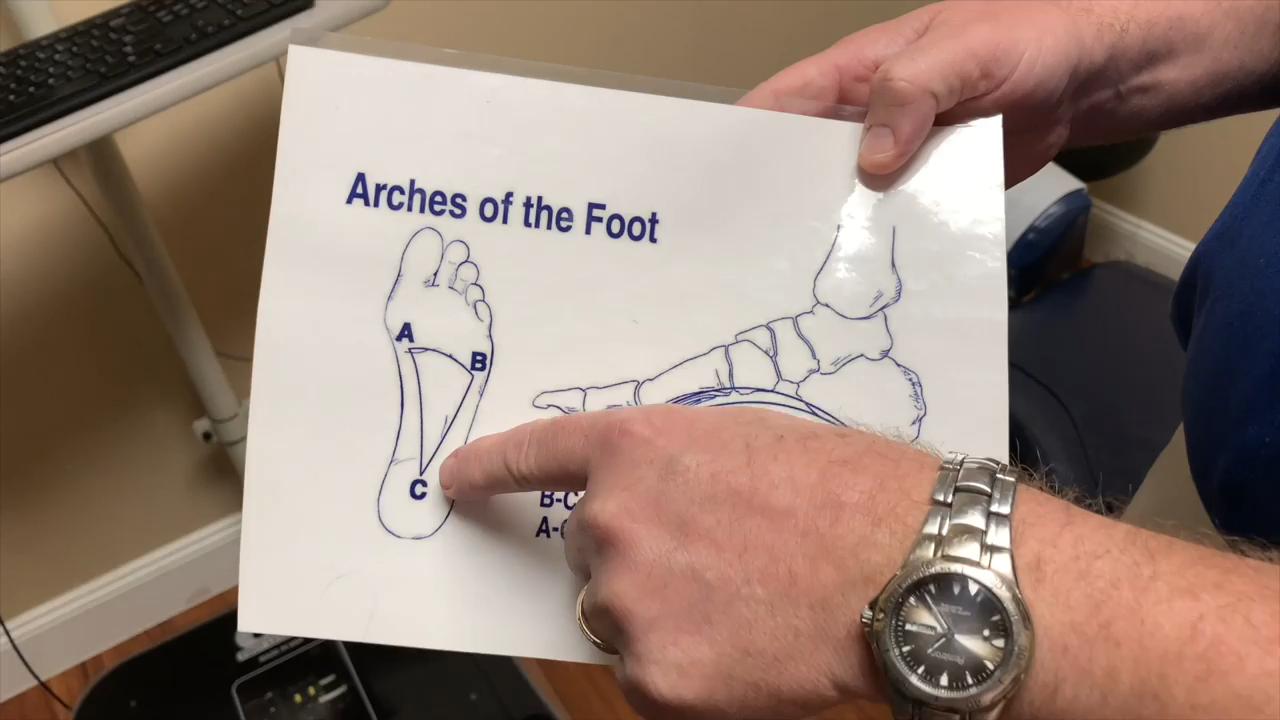 Arches of the Foot
A
B
C
B-C
A-